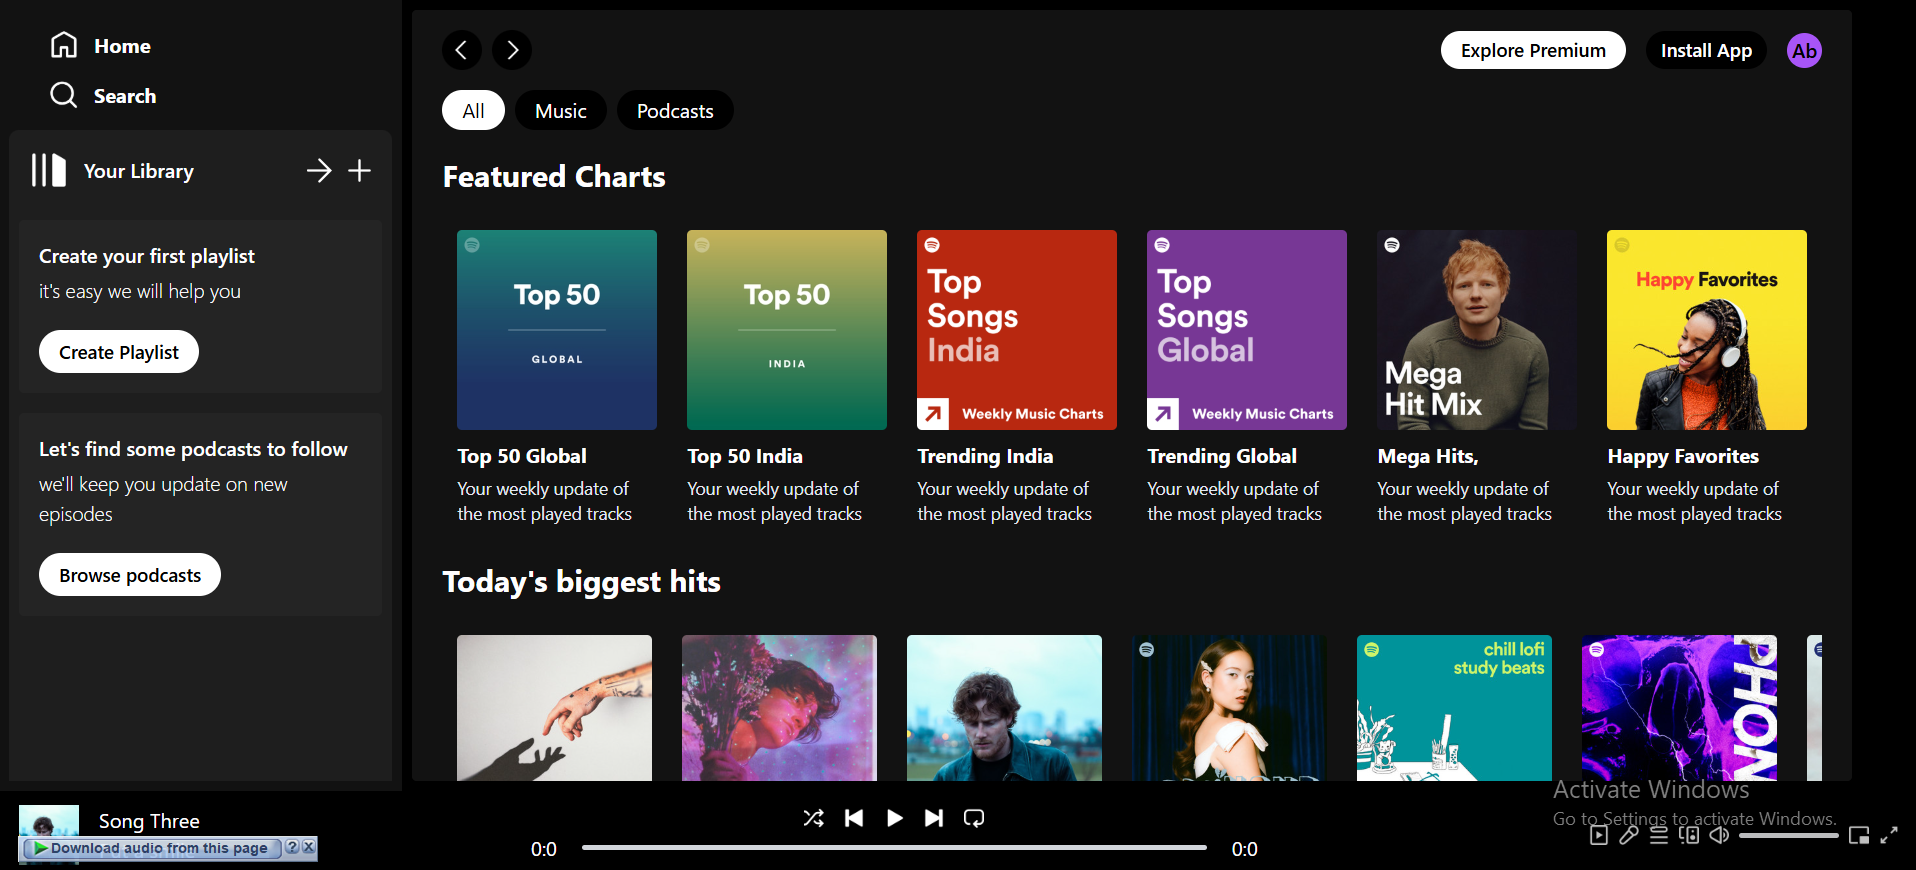 Home
Search
Your Library
Create your first playlist
it's easy we will help you
Create Playlist
Let's find some podcasts to follow
we'll keep you update on new
episodes
Browse podcasts
Explore Premium
Install App
Ab
All
Music
Podcasts
Featured Charts
Top 50
GLOBAL
Top 50 Global
Your weekly update of
the most played tracks
Top 50
INDIA
Top 50 India
Your weekly update of
the most played tracks
Top
Songs
India
Weekly Music Charts
Trending India
Your weekly update of
the most played tracks
Top
Songs
Global
Weekly Music Charts
Trending Global
Your weekly update of
the most played tracks
Mega
Hit Mix
Mega Hits,
Your weekly update of
the most played tracks
Happy Favorites
Happy Favorites
Your weekly update of
the most played tracks
Today's biggest hits
chill lofi
study beats
PHON
Activate Windows
Go to Settings to activate Windows.
Song Three
Download audio from this page
?
0:0
0:0